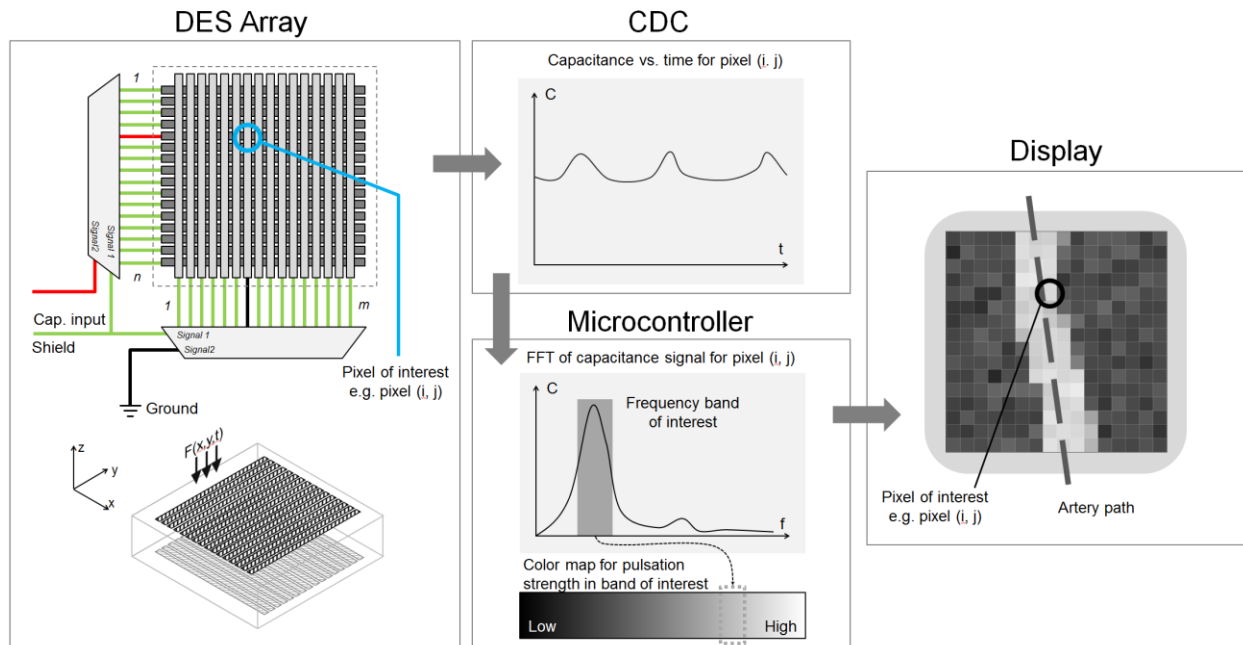 DES Array
1
n
Signal 1
Signal2
1
m
Signal 1
Signal2
Cap. input
Shield
Ground
Pixel of interest
e.g. pixel (i, j)
F(x,y,t)
z
y
x
CDC
Capacitance vs. time for pixel (i. j)
C
t
Microcontroller
FFT of capacitance signal for pixel (i, j)
C
Frequency band
of interest
f
Color map for pulsation
strength in band of interest
Low
High
Display
Pixel of interest
e.g. pixel (i, j)
Artery path